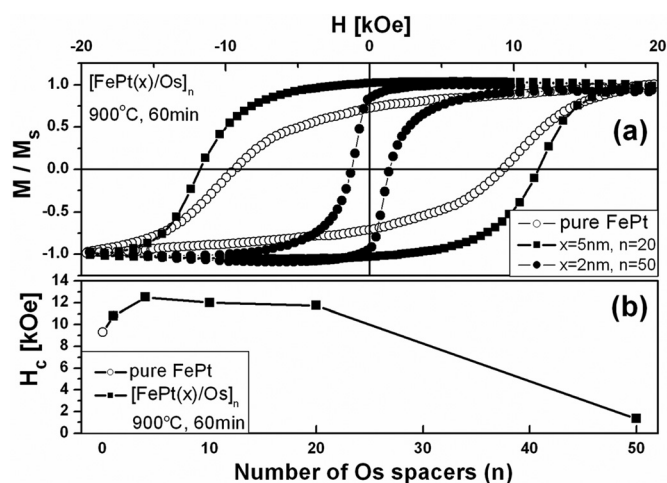 H [kOe]
-20 -10 0 10 20
[FePt(x)/Os]n
900°C, 60min
(a)
1.0
0.5
0.0
-0.5
-1.0
M / Ms
pure FePt
x=5nm, n=20
x=2nm, n=50
(b)
14
12
10
8
6
4
2
0
Hc [kOe]
pure FePt
[FePt(x)/Os]n
900°C, 60min
0 10 20 30 40 50
Number of Os spacers (n)